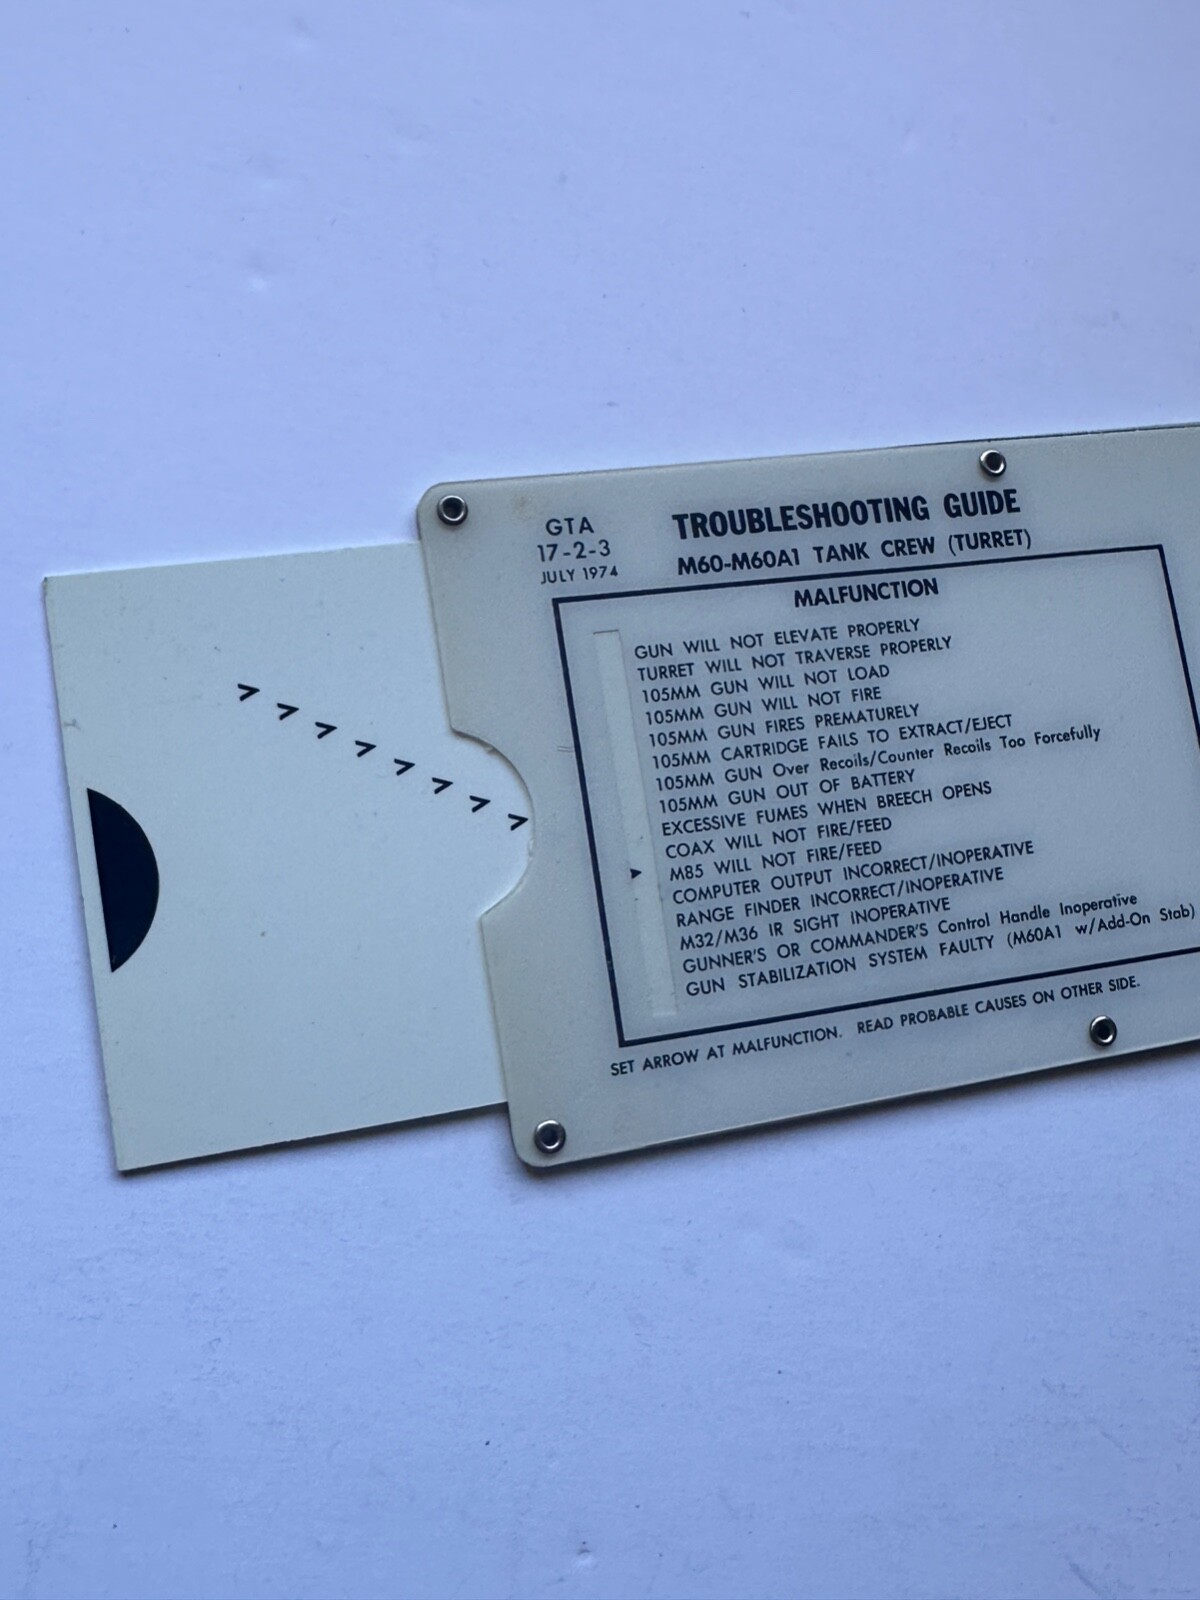 GTA
17-2-3
JULY 1974
TROUBLESHOOTING GUIDE
M60-M60A1 TANK CREW (TURRET)
MALFUNCTION
GUN WILL NOT ELEVATE PROPERLY
TURRET WILL NOT TRAVERSE PROPERLY
105MM GUN WILL NOT LOAD
105MM GUN WILL NOT FIRE
105MM GUN FIRES PREMATURELY
105MM CARTRIDGE FAILS TO EXTRACT/EJECT
105MM GUN Over Recoils/Counter Recoils Too Forcefully
105MM GUN OUT OF BATTERY
EXCESSIVE FUMES WHEN BREECH OPENS
COAX WILL NOT FIRE/FEED
M85 WILL NOT FIRE/FEED
COMPUTER OUTPUT INCORRECT/INOPERATIVE
RANGE FINDER INCORRECT/INOPERATIVE
M32/M36 IR SIGHT INOPERATIVE
GUNNER'S OR COMMANDER'S Control Handle Inoperative
GUN STABILIZATION SYSTEM FAULTY (M60A1 w/Add-On Stab)
SET ARROW AT MALFUNCTION. READ PROBABLE CAUSES ON OTHER SIDE.